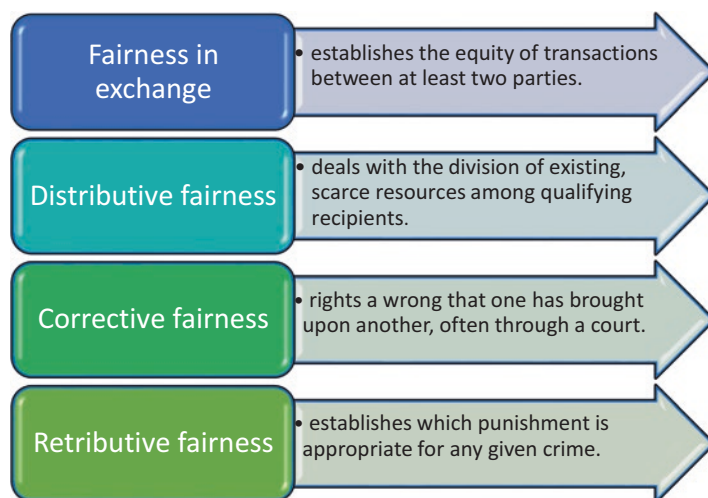 Fairness in
exchange
• establishes the equity of transactions
between at least two parties.
Distributive fairness
• deals with the division of existing,
scarce resources among qualifying
recipients.
Corrective fairness
• rights a wrong that one has brought
upon another, often through a court.
Retributive fairness
• establishes which punishment is
appropriate for any given crime.